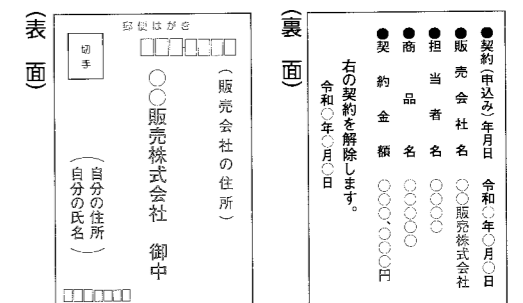 (表面)
郵便はがき
切手
(販売会社の住所)
○○販売株式会社 御中
(自分の住所
自分の氏名)
(裏面)
●契約(申込み)年月日 令和○年○月○日
●販売会社名 ○○販売株式会社
●担当者名 ○○○○
●商品名 ○○○○○
●契約金額 ○○○、○○○円
右の契約を解除します。
令和○年○月○日